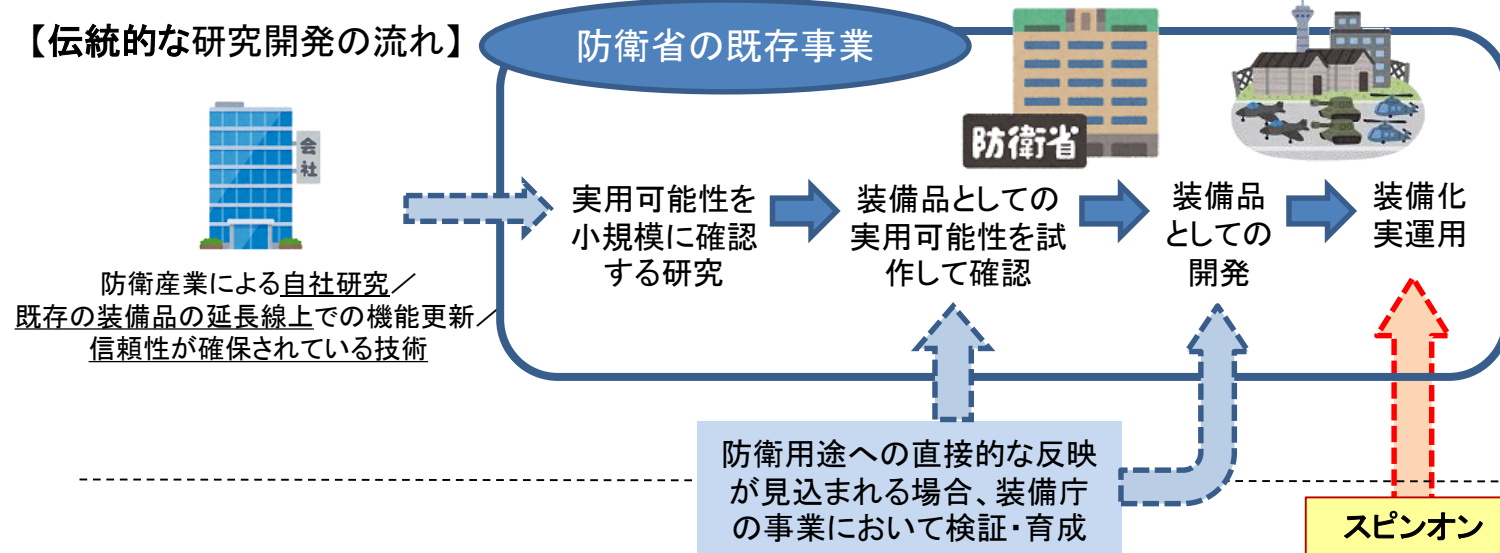 【伝統的な研究開発の流れ】
防衛省の既存事業
会社
防衛省
防衛産業による自社研究／
既存の装備品の延長線上での機能更新／
信頼性が確保されている技術
実用可能性を
小規模に確認
する研究
装備品としての
実用可能性を試
作して確認
装備品
としての
開発
装備化
実運用
防衛用途への直接的な反映
が見込まれる場合、装備庁
の事業において検証・育成
スピンオン